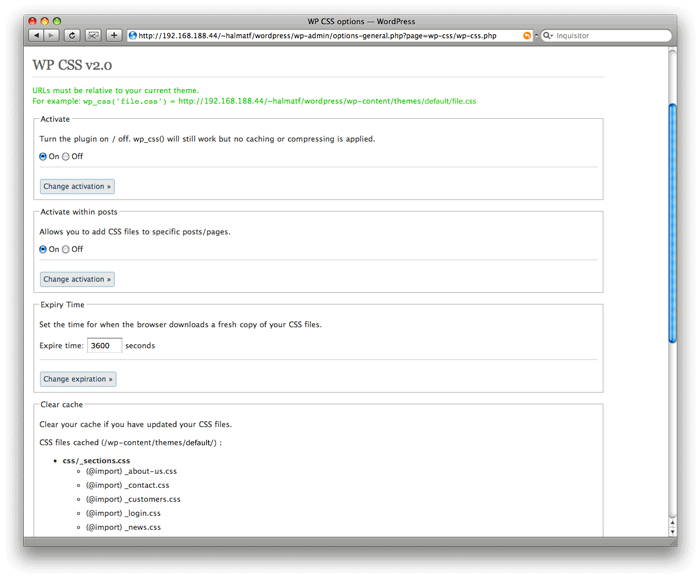 WP CSS options — WordPress
http://192.168.188.44/~halmatf/wordpress/wp-admin/options-general.php?page=wp-css/wp-css.php
Inquisitor
WP CSS v2.0
URLs must be relative to your current theme.
For example: wp_css('file.css') = http://192.168.188.44/~halmatf/wordpress/wp-content/themes/default/file.css
Activate
Turn the plugin on / off. wp_css() will still work but no caching or compressing is applied.
On Off
Change activation »
Activate within posts
Allows you to add CSS files to specific posts/pages.
On Off
Change activation »
Expiry Time
Set the time for when the browser downloads a fresh copy of your CSS files.
Expire time: 3600 seconds
Change expiration »
Clear cache
Clear your cache if you have updated your CSS files.
CSS files cached (/wp-content/themes/default/) :
• css/_sections.css
◦ (@import) _about-us.css
◦ (@import) _contact.css
◦ (@import) _customers.css
◦ (@import) _login.css
◦ (@import) _news.css